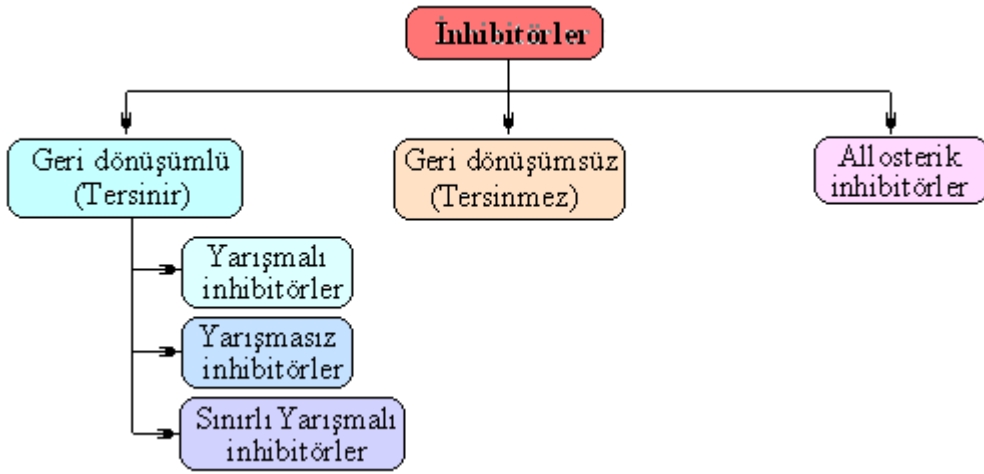 İnhibitörler
Geri dönüşümlü
(Tersinir)
Geri dönüşümsüz
(Tersinmez)
Allosterik
inhibitörler
Yarışmalı
inhibitörler
Yarışmasız
inhibitörler
Sınırlı Yarışmalı
inhibitörler